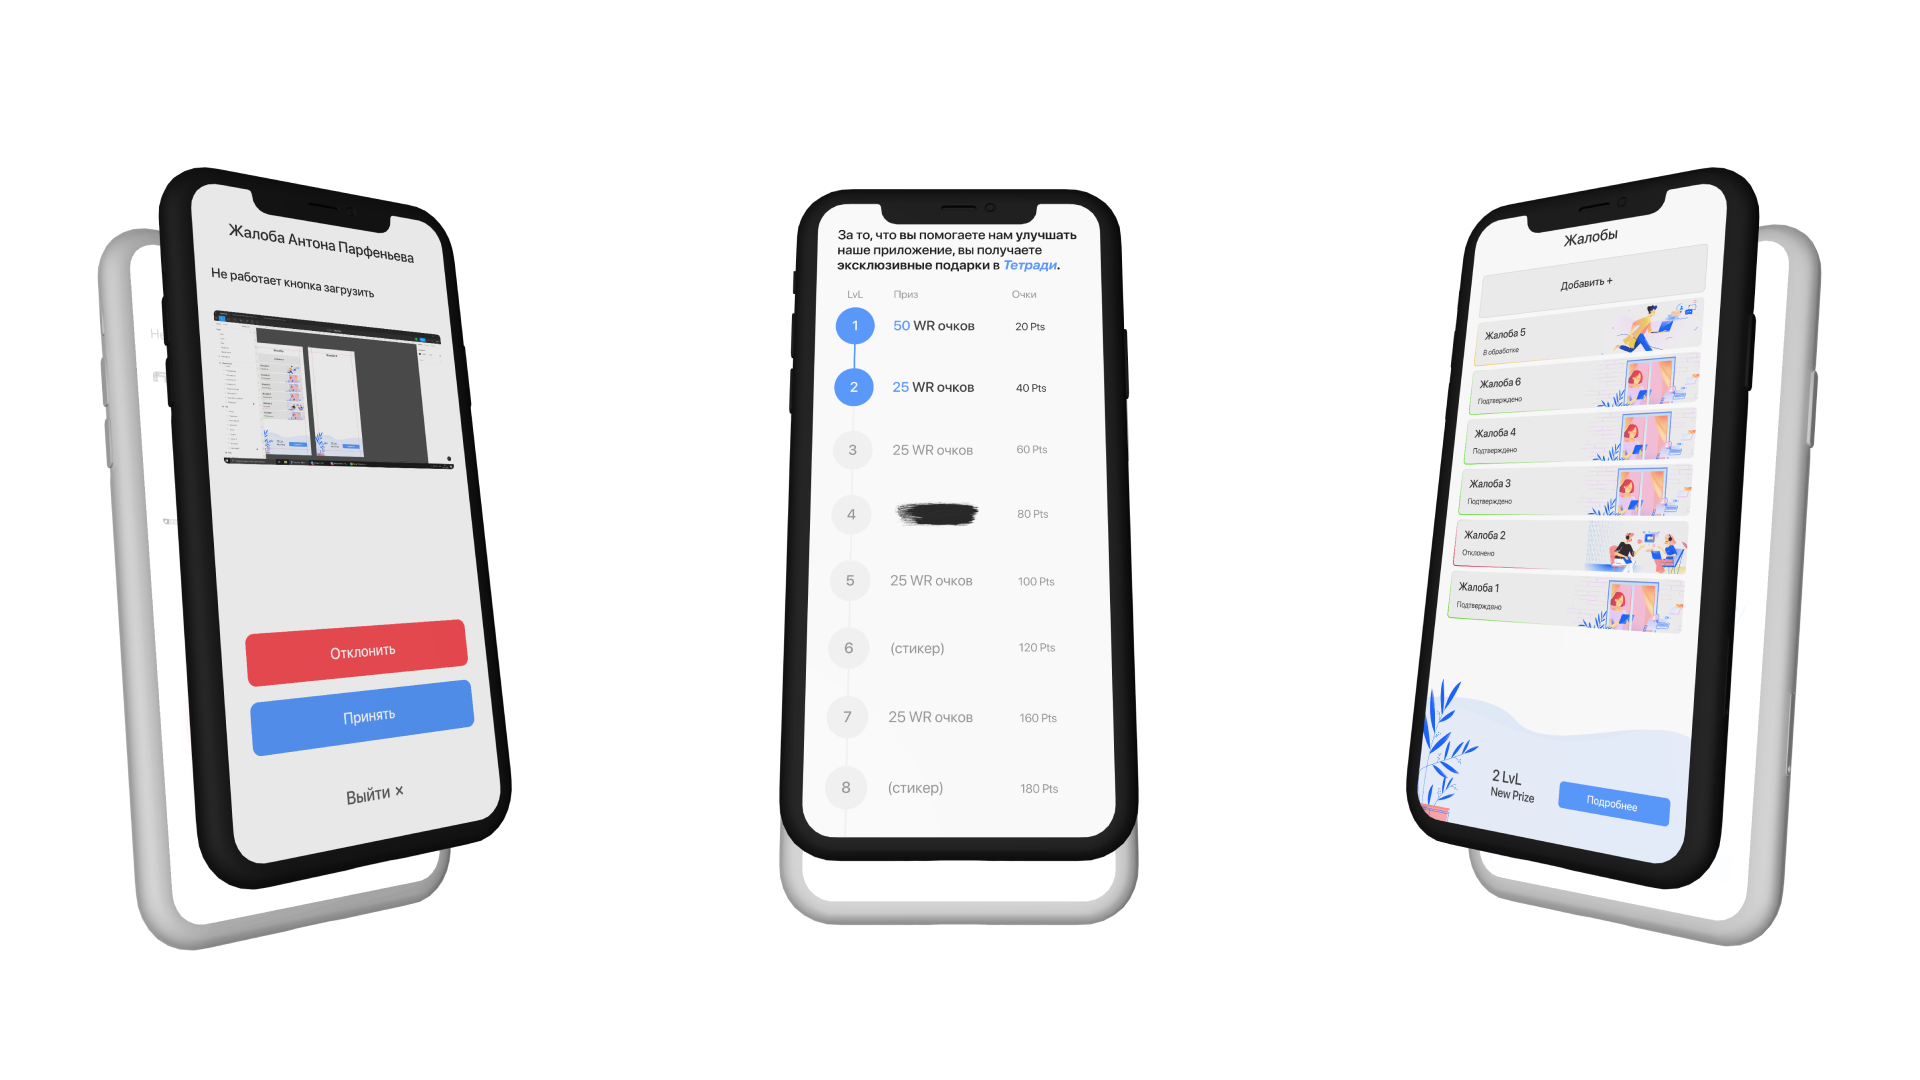 Жалоба Антона Парфеньева
Не работает кнопка загрузить
Отклонить
Принять
Выйти ×
За то, что вы помогаете нам улучшать
наше приложение, вы получаете
эксклюзивные подарки в Тетради.
LvL Приз Очки
1 50 WR очков 20 Pts
2 25 WR очков 40 Pts
3 25 WR очков 60 Pts
4 80 Pts
5 25 WR очков 100 Pts
6 (стикер) 120 Pts
7 25 WR очков 160 Pts
8 (стикер) 180 Pts
Жалобы
Добавить +
Жалоба 5
В обработке
Жалоба 6
Подтверждено
Жалоба 4
Подтверждено
Жалоба 3
Подтверждено
Жалоба 2
Отклонено
Жалоба 1
Подтверждено
2 LvL
New Prize
Подробнее